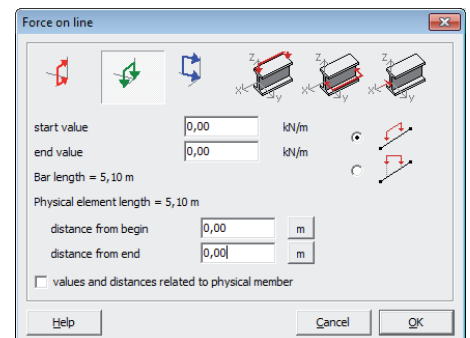 Force on line
z z z
x y x y x y
start value 0,00 kN/m
end value 0,00 kN/m
Bar length = 5,10 m
Physical element length = 5,10 m
distance from begin 0,00 m
distance from end 0,00 m
values and distances related to physical member
Help Cancel OK